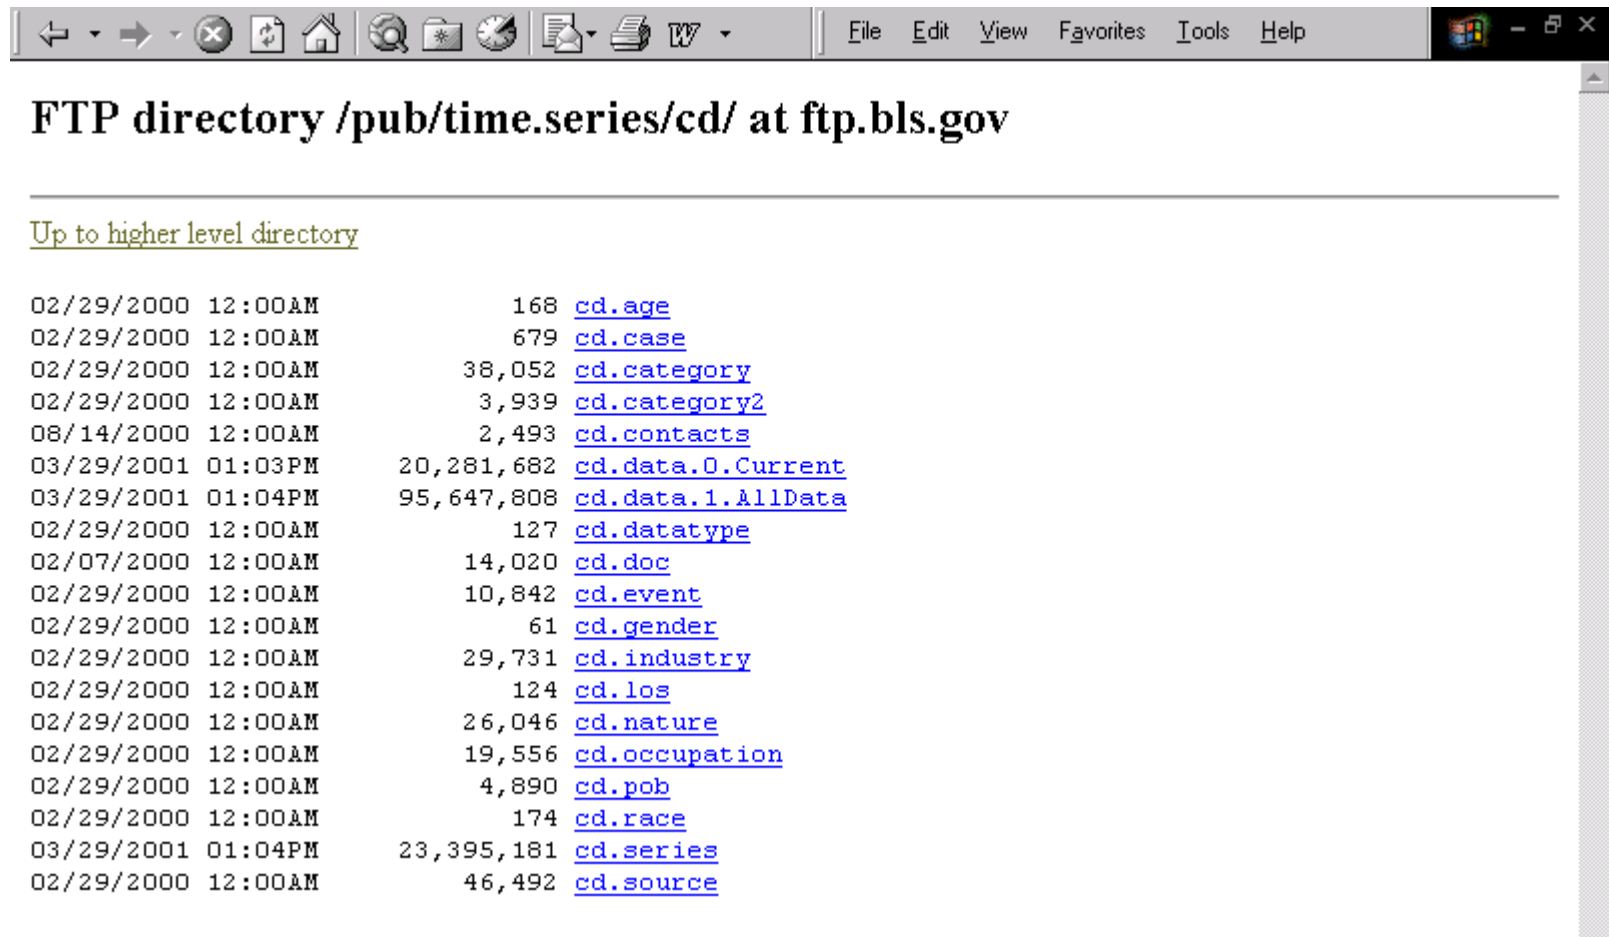 File Edit View Favorites Tools Help
FTP directory /pub/time.series/cd/ at ftp.bls.gov
Up to higher level directory
02/29/2000 12:00AM 168 cd.age
02/29/2000 12:00AM 679 cd.case
02/29/2000 12:00AM 38,052 cd.category
02/29/2000 12:00AM 3,939 cd.category2
08/14/2000 12:00AM 2,493 cd.contacts
03/29/2001 01:03PM 20,281,682 cd.data.0.Current
03/29/2001 01:04PM 95,647,808 cd.data.1.AllData
02/29/2000 12:00AM 127 cd.datatype
02/07/2000 12:00AM 14,020 cd.doc
02/29/2000 12:00AM 10,842 cd.event
02/29/2000 12:00AM 61 cd.gender
02/29/2000 12:00AM 29,731 cd.industry
02/29/2000 12:00AM 124 cd.los
02/29/2000 12:00AM 26,046 cd.nature
02/29/2000 12:00AM 19,556 cd.occupation
02/29/2000 12:00AM 4,890 cd.pob
02/29/2000 12:00AM 174 cd.race
03/29/2001 01:04PM 23,395,181 cd.series
02/29/2000 12:00AM 46,492 cd.source